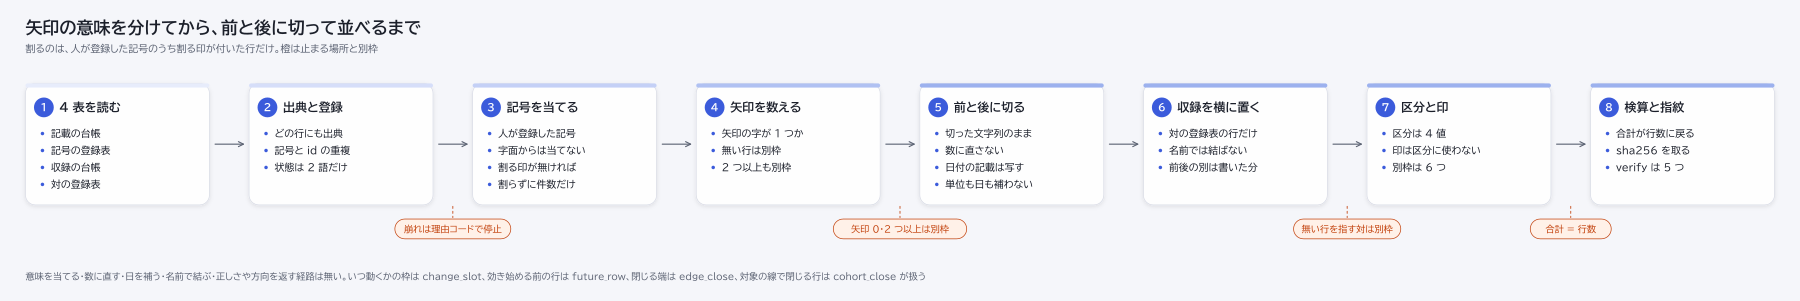 矢印の意味を分けてから、前と後に切って並べるまで
割るのは、人が登録した記号のうち割る印が付いた行だけ。橙は止まる場所と別枠
1 4 表を読む
• 記載の台帳
• 記号の登録表
• 収録の台帳
• 対の登録表
2 出典と登録
• どの行にも出典
• 記号と id の重複
• 状態は 2 語だけ
3 記号を当てる
• 人が登録した記号
• 字面からは当てない
• 割る印が無ければ
• 割らずに件数だけ
4 矢印を数える
• 矢印の字が 1 つか
• 無い行は別枠
• 2 つ以上も別枠
5 前と後に切る
• 切った文字列のまま
• 数に直さない
• 日付の記載は写す
• 単位も日も補わない
6 収録を横に置く
• 対の登録表の行だけ
• 名前では結ばない
• 前後の別は書いた分
7 区分と印
• 区分は 4 値
• 印は区分に使わない
• 別枠は 6 つ
8 検算と指紋
• 合計が行数に戻る
• sha256 を取る
• verify は 5 つ
崩れは理由コードで停止
矢印 0・2 つ以上は別枠
無い行を指す対は別枠
合計 = 行数
意味を当てる・数に直す・日を補う・名前で結ぶ・正しさや方向を返す経路は無い。いつ動くかの枠は change_slot、効き始める前の行は future_row、閉じる端は edge_close、対象の線で閉じる行は cohort_close が扱う